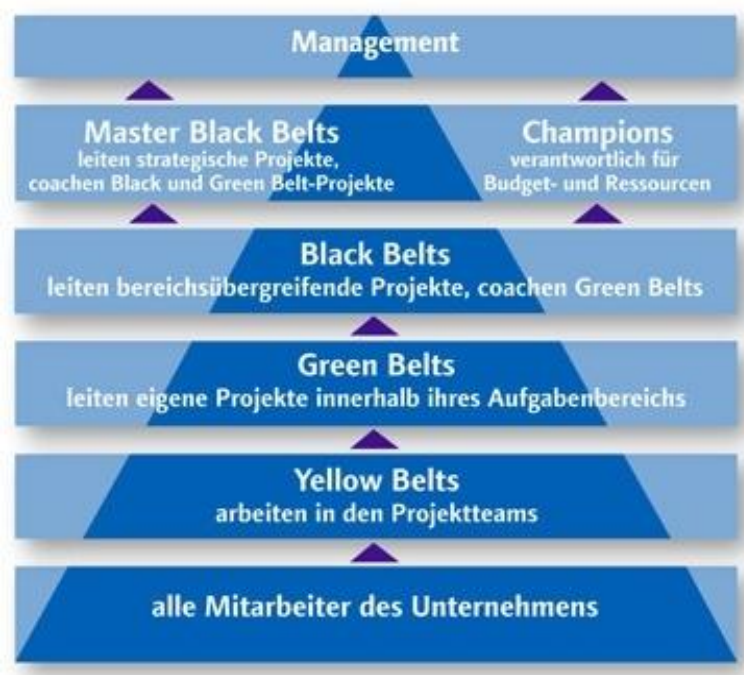 Management
Master Black Belts
leiten strategische Projekte,
coachen Black und Green Belt-Projekte
Champions
verantwortlich für
Budget- und Ressourcen
Black Belts
leiten bereichsübergreifende Projekte, coachen Green Belts
Green Belts
leiten eigene Projekte innerhalb ihres Aufgabenbereichs
Yellow Belts
arbeiten in den Projektteams
alle Mitarbeiter des Unternehmens